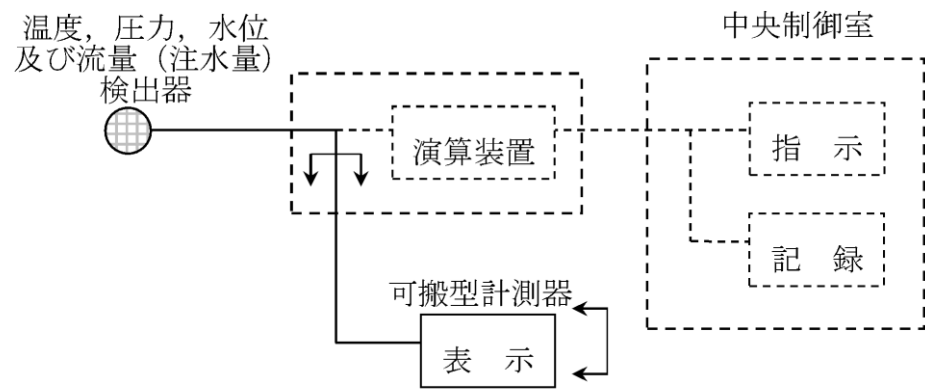 温度，圧力，水位
及び流量（注水量）
検出器
中央制御室
演算装置
指　示
記　録
可搬型計測器
表　示